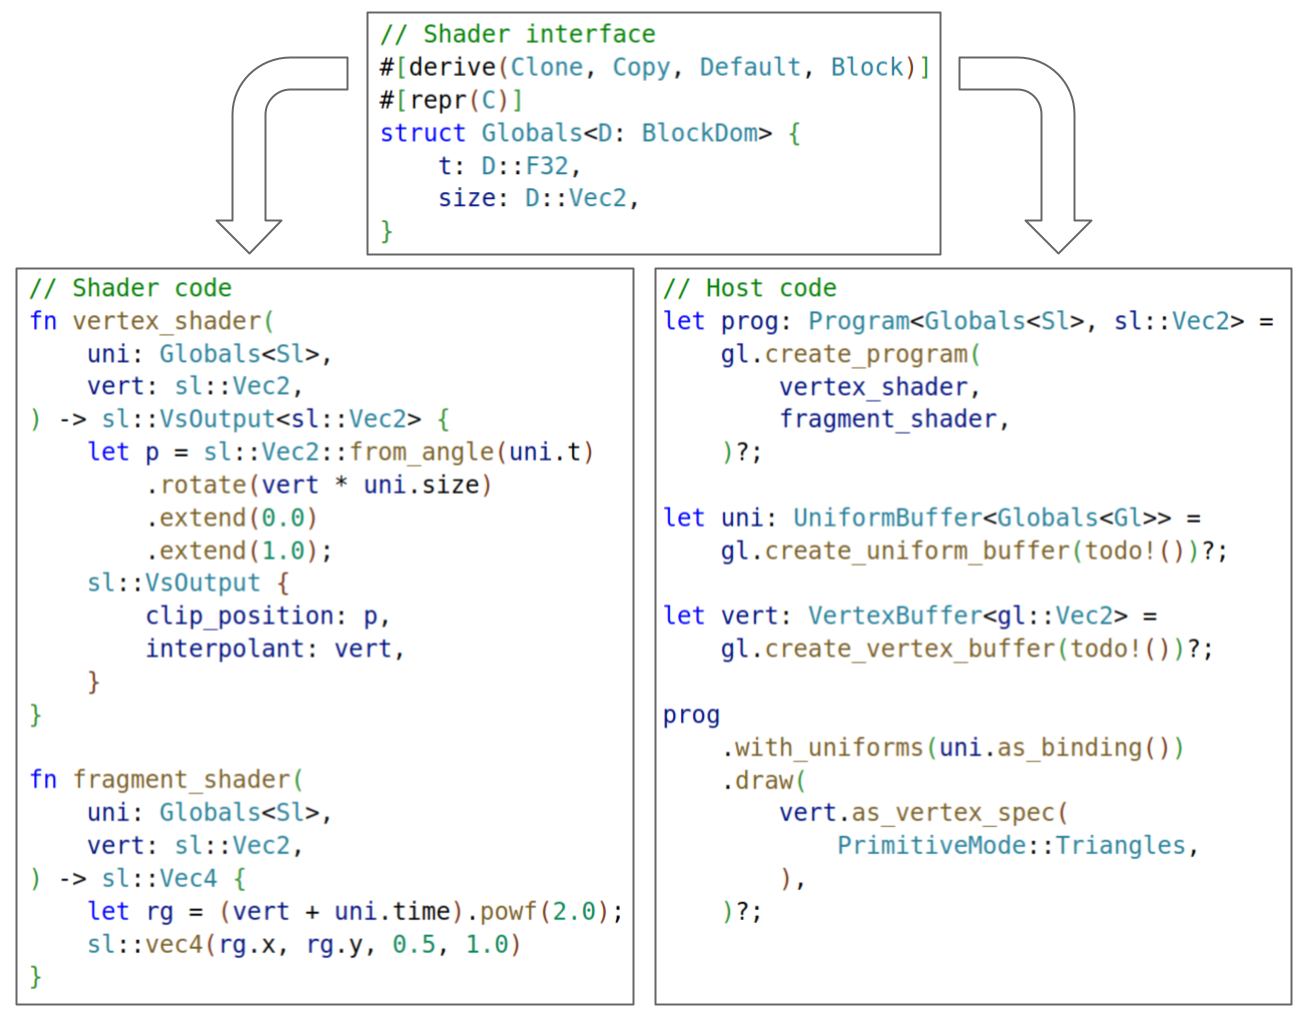 // Shader interface
#[derive(Clone, Copy, Default, Block)]
#[repr(C)]
struct Globals<D: BlockDom> {
    t: D::F32,
    size: D::Vec2,
}
// Shader code
fn vertex_shader(
    uni: Globals<Sl>,
    vert: sl::Vec2,
) -> sl::VsOutput<sl::Vec2> {
    let p = sl::Vec2::from_angle(uni.t)
        .rotate(vert * uni.size)
        .extend(0.0)
        .extend(1.0);
    sl::VsOutput {
        clip_position: p,
        interpolant: vert,
    }
}

fn fragment_shader(
    uni: Globals<Sl>,
    vert: sl::Vec2,
) -> sl::Vec4 {
    let rg = (vert + uni.time).powf(2.0);
    sl::vec4(rg.x, rg.y, 0.5, 1.0)
}
// Host code
let prog: Program<Globals<Sl>, sl::Vec2> =
    gl.create_program(
        vertex_shader,
        fragment_shader,
    )?;

let uni: UniformBuffer<Globals<Gl>> =
    gl.create_uniform_buffer(todo!())?;

let vert: VertexBuffer<gl::Vec2> =
    gl.create_vertex_buffer(todo!())?;

prog
    .with_uniforms(uni.as_binding())
    .draw(
        vert.as_vertex_spec(
            PrimitiveMode::Triangles,
        ),
    )?;